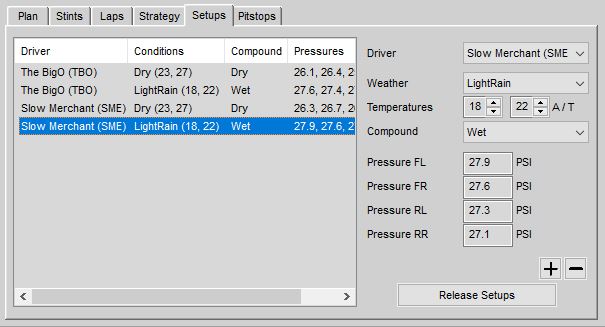 Plan Stints Laps Strategy Setups Pitstops
Driver Conditions Compound Pressures
The BigO (TBO) Dry (23, 27) Dry 26.1, 26.4, 2
The BigO (TBO) LightRain (18, 22) Wet 27.6, 27.4, 2
Slow Merchant (SME) Dry (23, 27) Dry 26.3, 26.7, 2
Slow Merchant (SME) LightRain (18, 22) Wet 27.9, 27.6, 2
Driver Slow Merchant (SME
Weather LightRain
Temperatures 18 22 A / T
Compound Wet
Pressure FL 27.9 PSI
Pressure FR 27.6 PSI
Pressure RL 27.3 PSI
Pressure RR 27.1 PSI
Release Setups